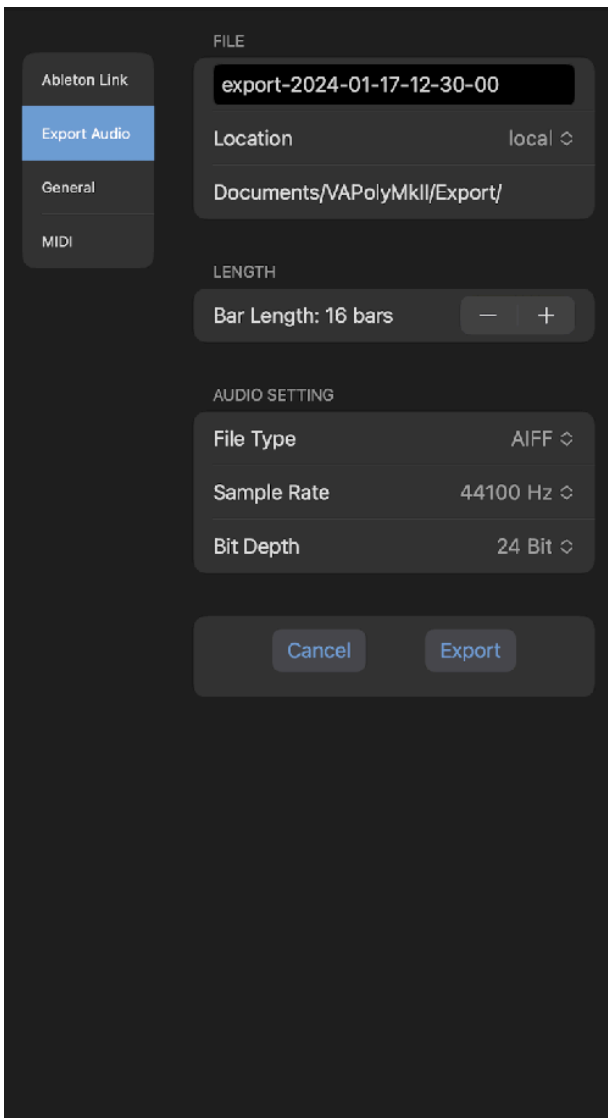 Ableton Link
Export Audio
General
MIDI
FILE
export-2024-01-17-12-30-00
Location local
Documents/VAPolyMkII/Export/
LENGTH
Bar Length: 16 bars − +
AUDIO SETTING
File Type AIFF
Sample Rate 44100 Hz
Bit Depth 24 Bit
Cancel Export